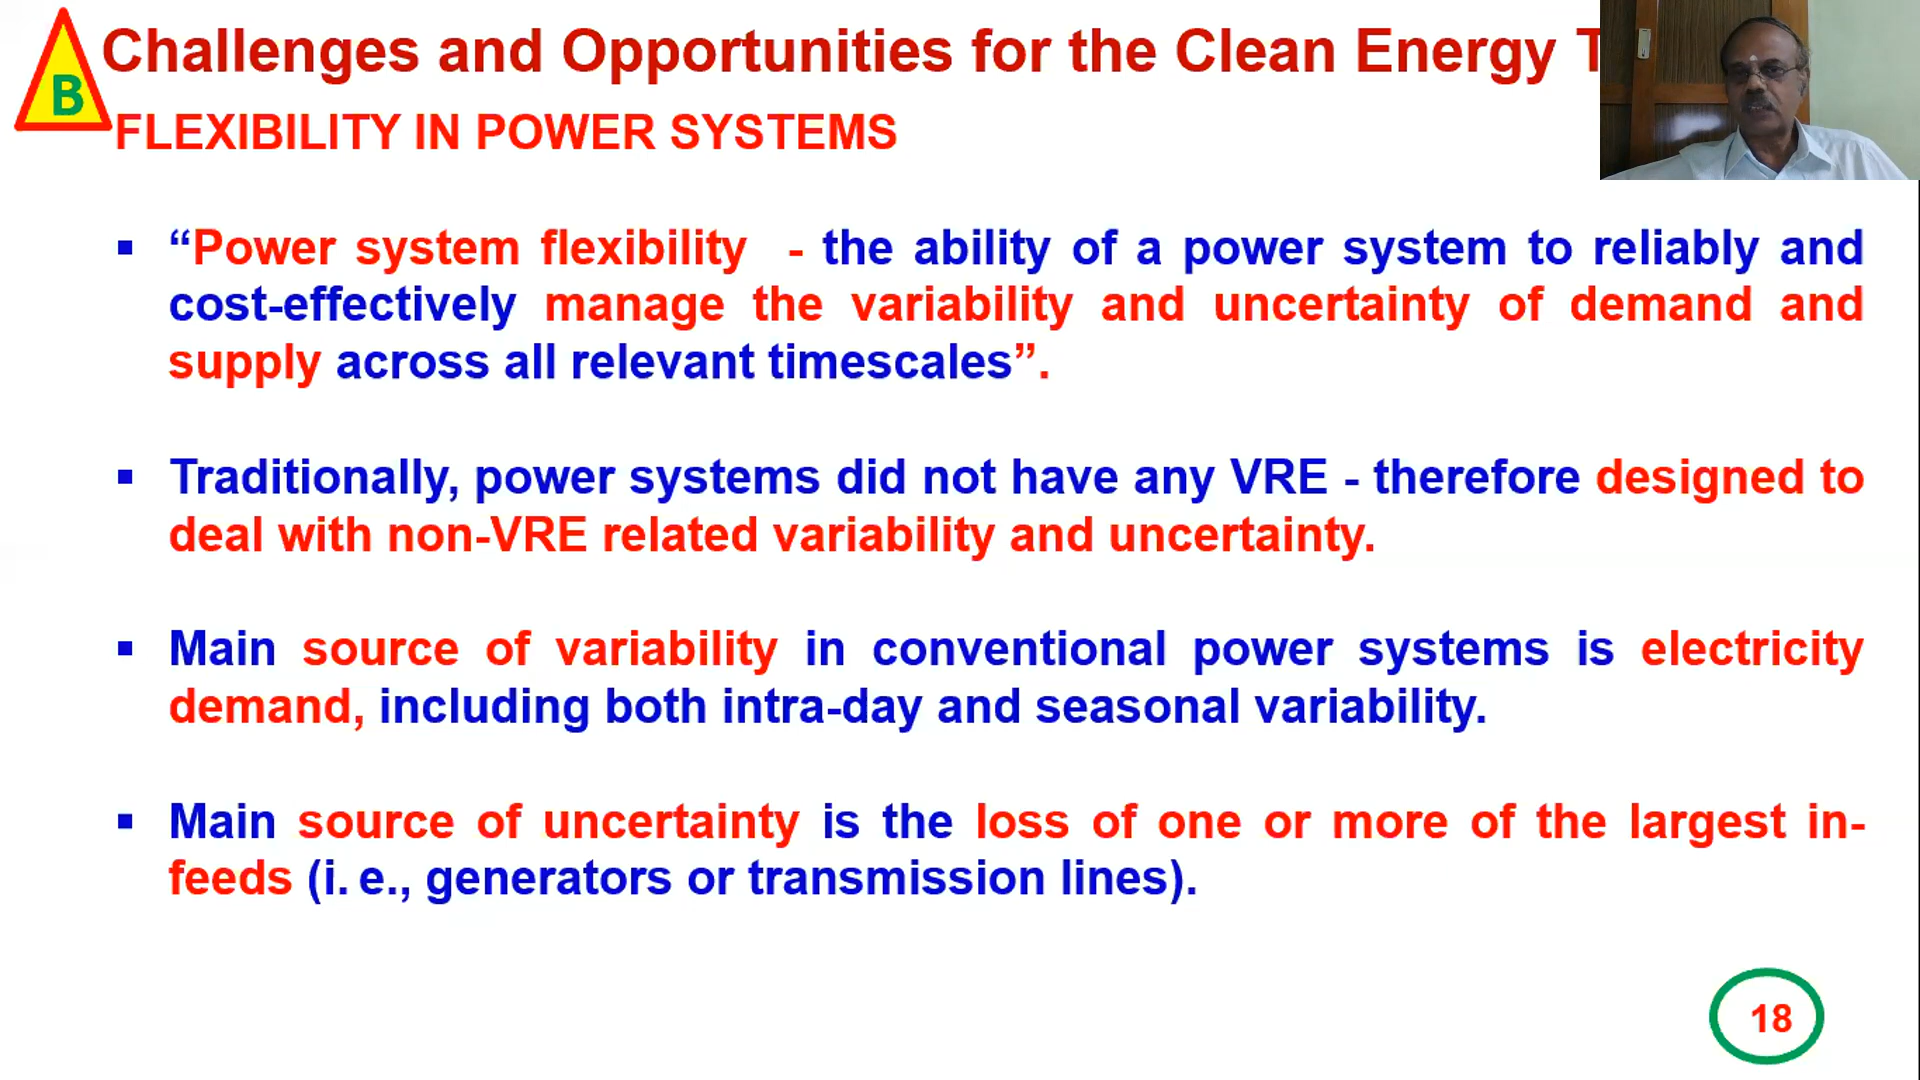 B
Challenges and Opportunities for the Clean Energy
FLEXIBILITY IN POWER SYSTEMS
▪ “Power system flexibility - the ability of a power system to reliably and
cost-effectively manage the variability and uncertainty of demand and
supply across all relevant timescales”.
▪ Traditionally, power systems did not have any VRE - therefore designed to
deal with non-VRE related variability and uncertainty.
▪ Main source of variability in conventional power systems is electricity
demand, including both intra-day and seasonal variability.
▪ Main source of uncertainty is the loss of one or more of the largest in-
feeds (i. e., generators or transmission lines).
18